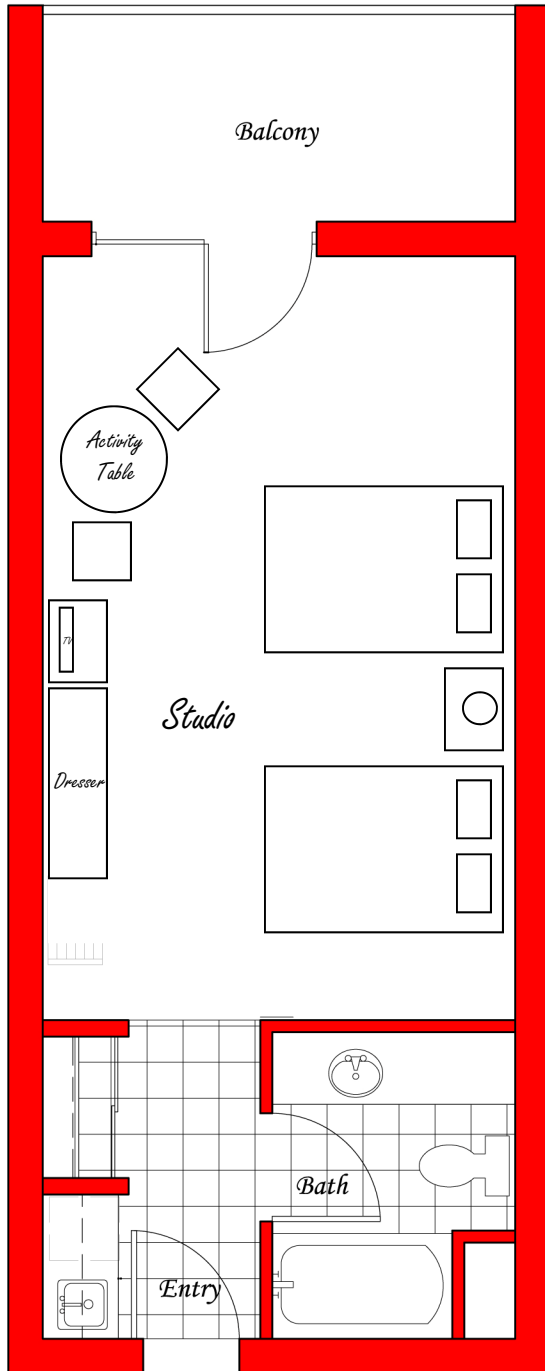 Balcony
Activity
Table
TV
Studio
Dresser
Bath
Entry